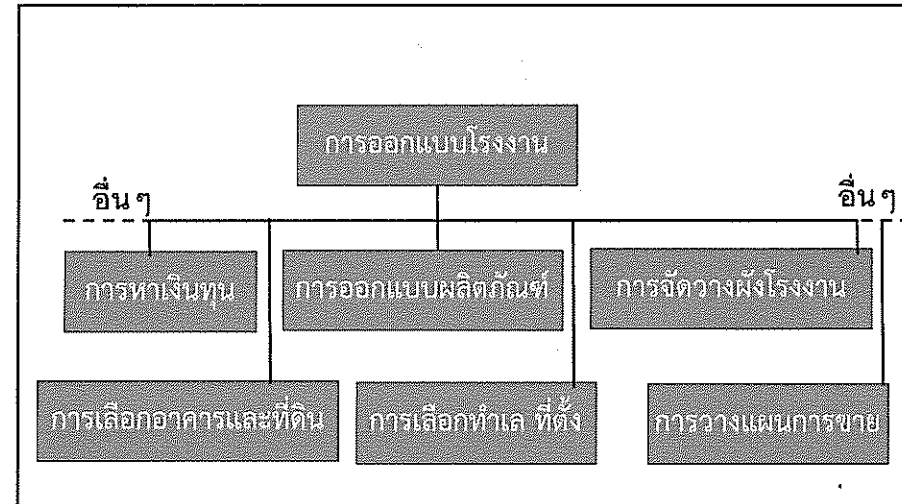 การออกแบบโรงงาน
อื่น ๆ
อื่น ๆ
การหาเงินทุน
การออกแบบผลิตภัณฑ์
การจัดวางผังโรงงาน
การเลือกอาคารและที่ดิน
การเลือกทำเล ที่ตั้ง
การวางแผนการขาย